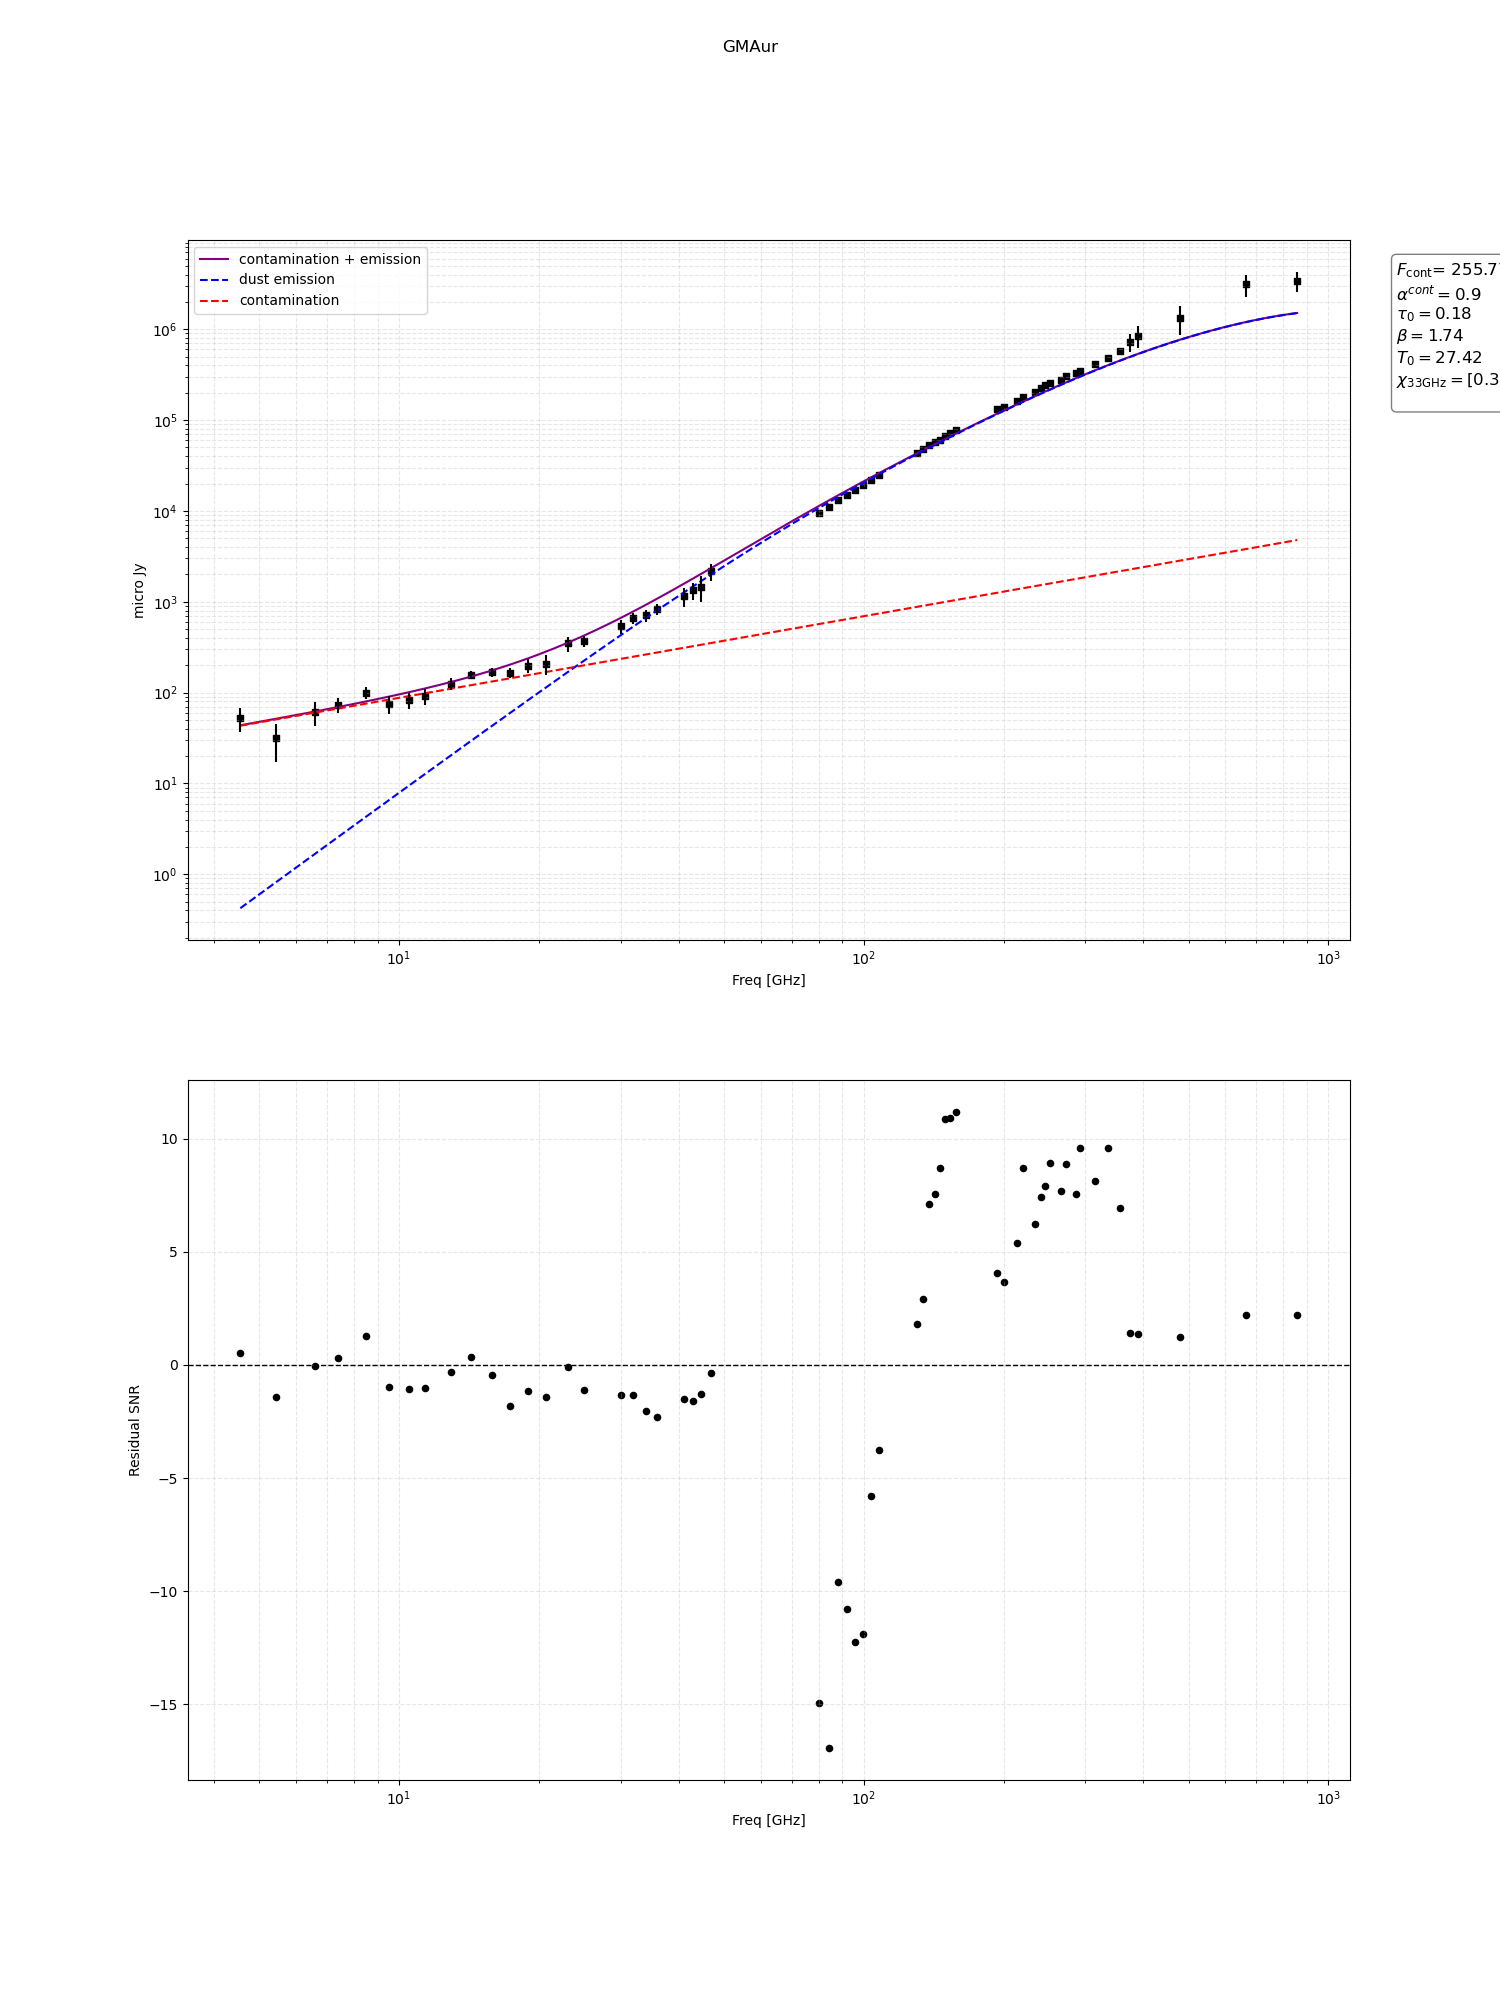 GMAur
contamination + emission
dust emission
contamination
F_cont= 255.7
α^cont = 0.9
τ_0 = 0.18
β = 1.74
T_0 = 27.42
χ_33GHz = [0.3
micro Jy
10^6
10^5
10^4
10^3
10^2
10^1
10^0
10^1 10^2 10^3
Freq [GHz]
Residual SNR
10
5
0
−5
−10
−15
10^1 10^2 10^3
Freq [GHz]